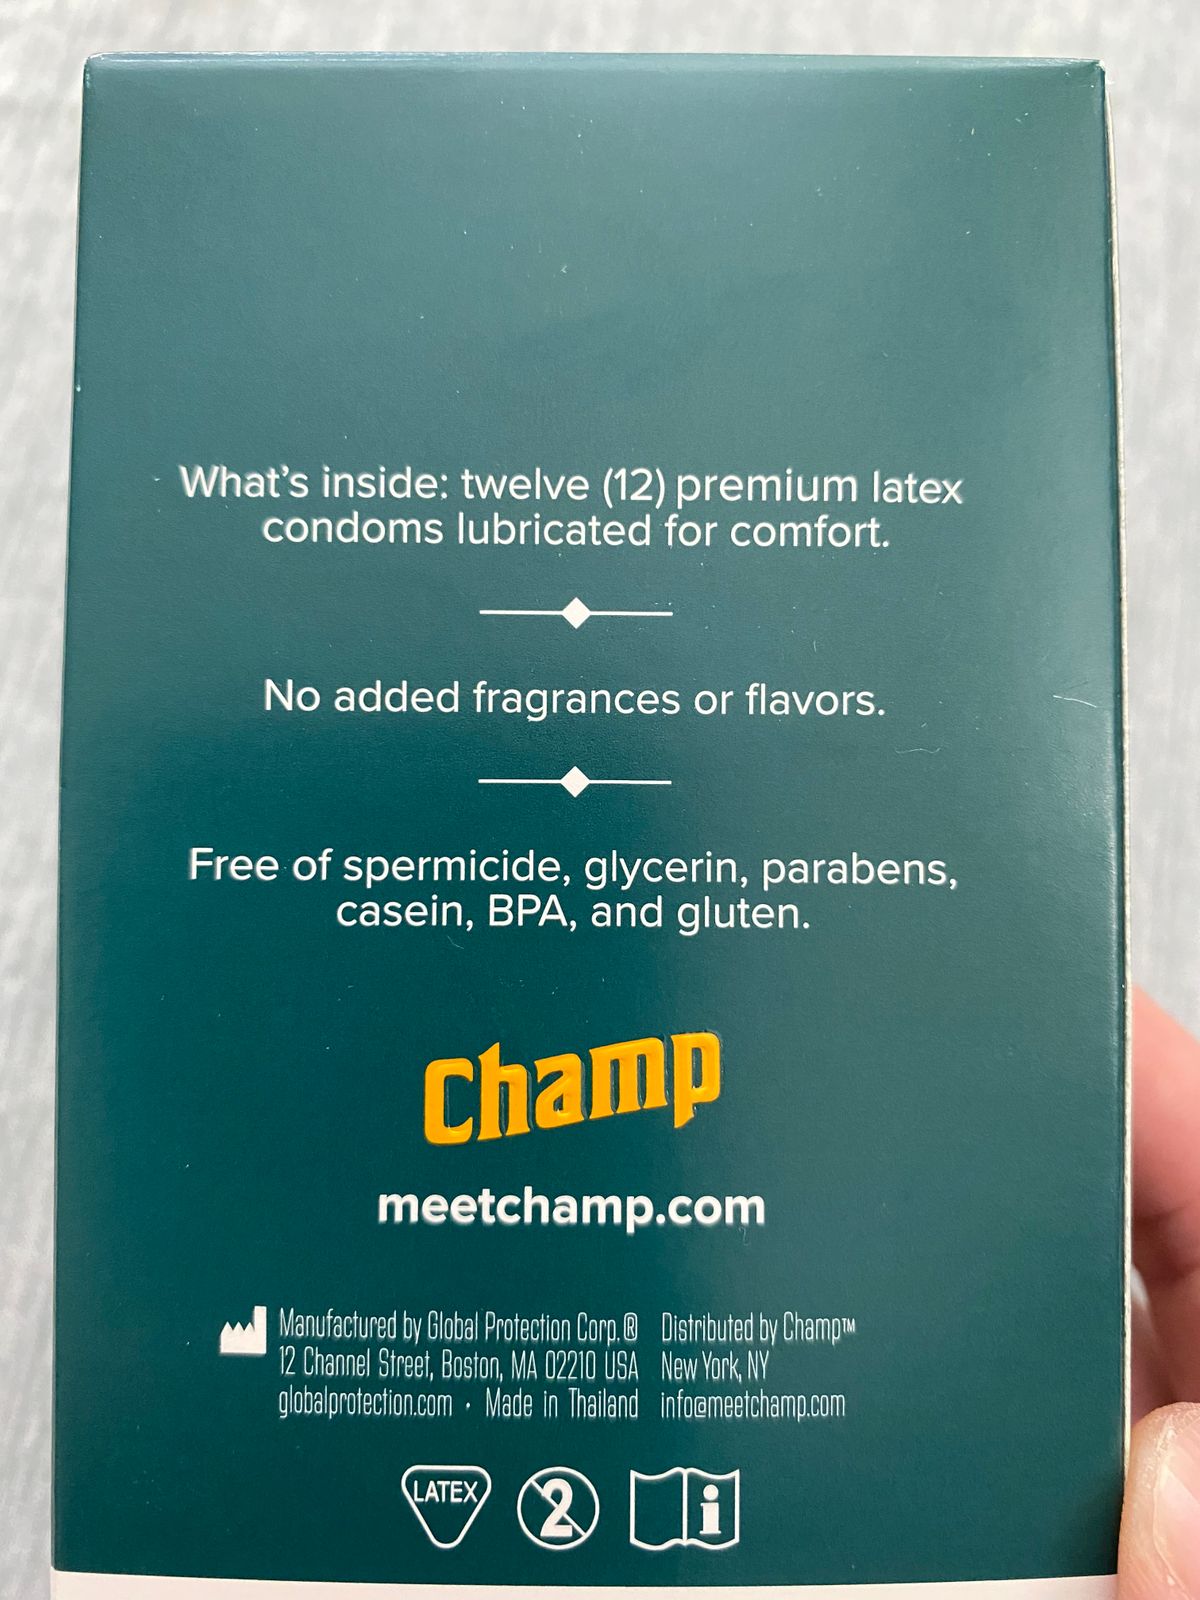 What's inside: twelve (12) premium latex
condoms lubricated for comfort.
No added fragrances or flavors.
Free of spermicide, glycerin, parabens,
casein, BPA, and gluten.
Champ
meetchamp.com
Manufactured by Global Protection Corp.®
12 Channel Street, Boston, MA 02210 USA
globalprotection.com · Made in Thailand
Distributed by Champ™
New York, NY
info@meetchamp.com
LATEX
2
i